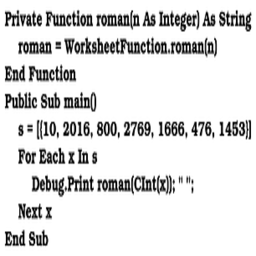 Private Function roman(n As Integer) As String
roman = WorksheetFunction.roman(n)
End Function
Public Sub main()
s = [{10, 2016, 800, 2769, 1666, 476, 1453}]
For Each x In s
Debug.Print roman(CInt(x)); " ";
Next x
End Sub